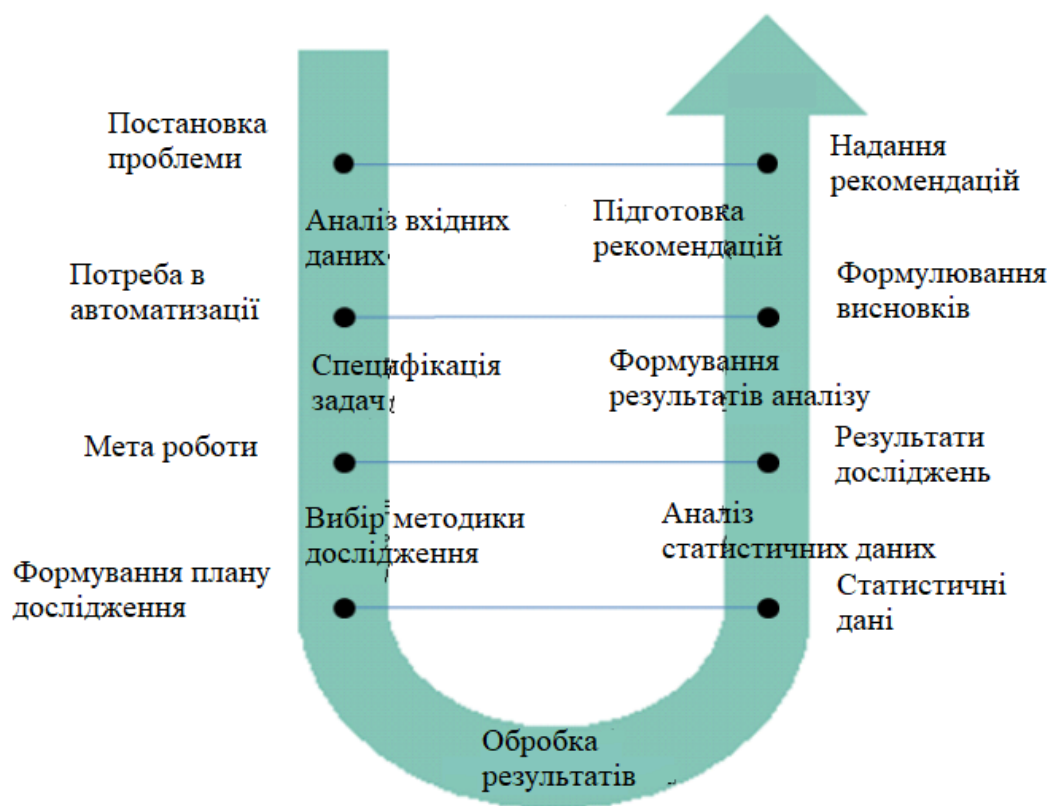 Постановка
проблеми
Надання
рекомендацій
Аналіз вхідних
даних
Підготовка
рекомендацій
Потреба в
автоматизації
Формулювання
висновків
Специфікація
задач
Формування
результатів аналізу
Мета роботи
Результати
досліджень
Вибір методики
дослідження
Аналіз
статистичних даних
Формування плану
дослідження
Статистичні
дані
Обробка
результатів